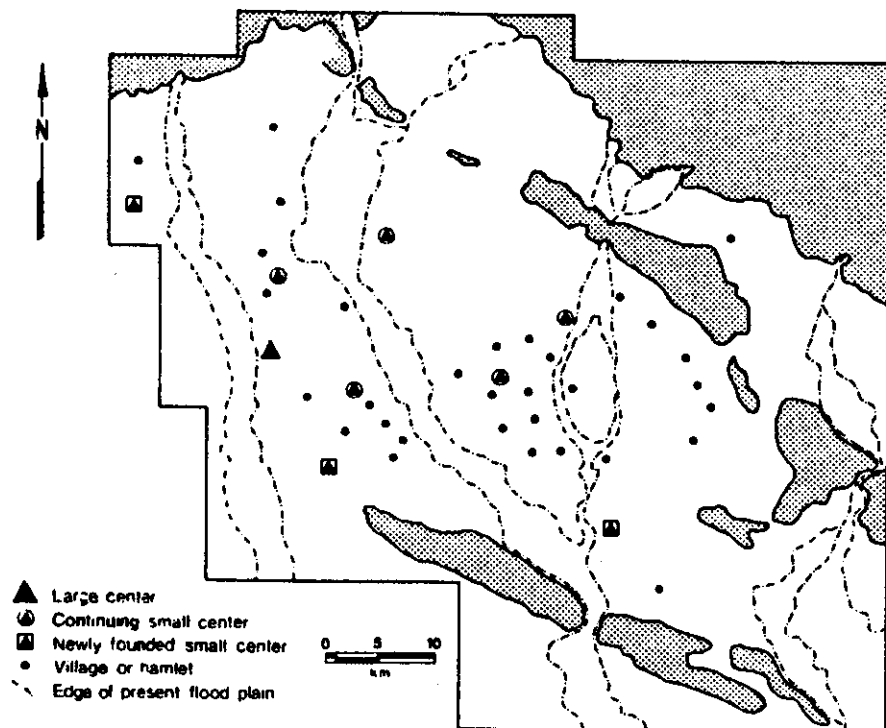 N
Large center
Continuing small center
Newly founded small center
Village or hamlet
Edge of present flood plain
0 5 10
km